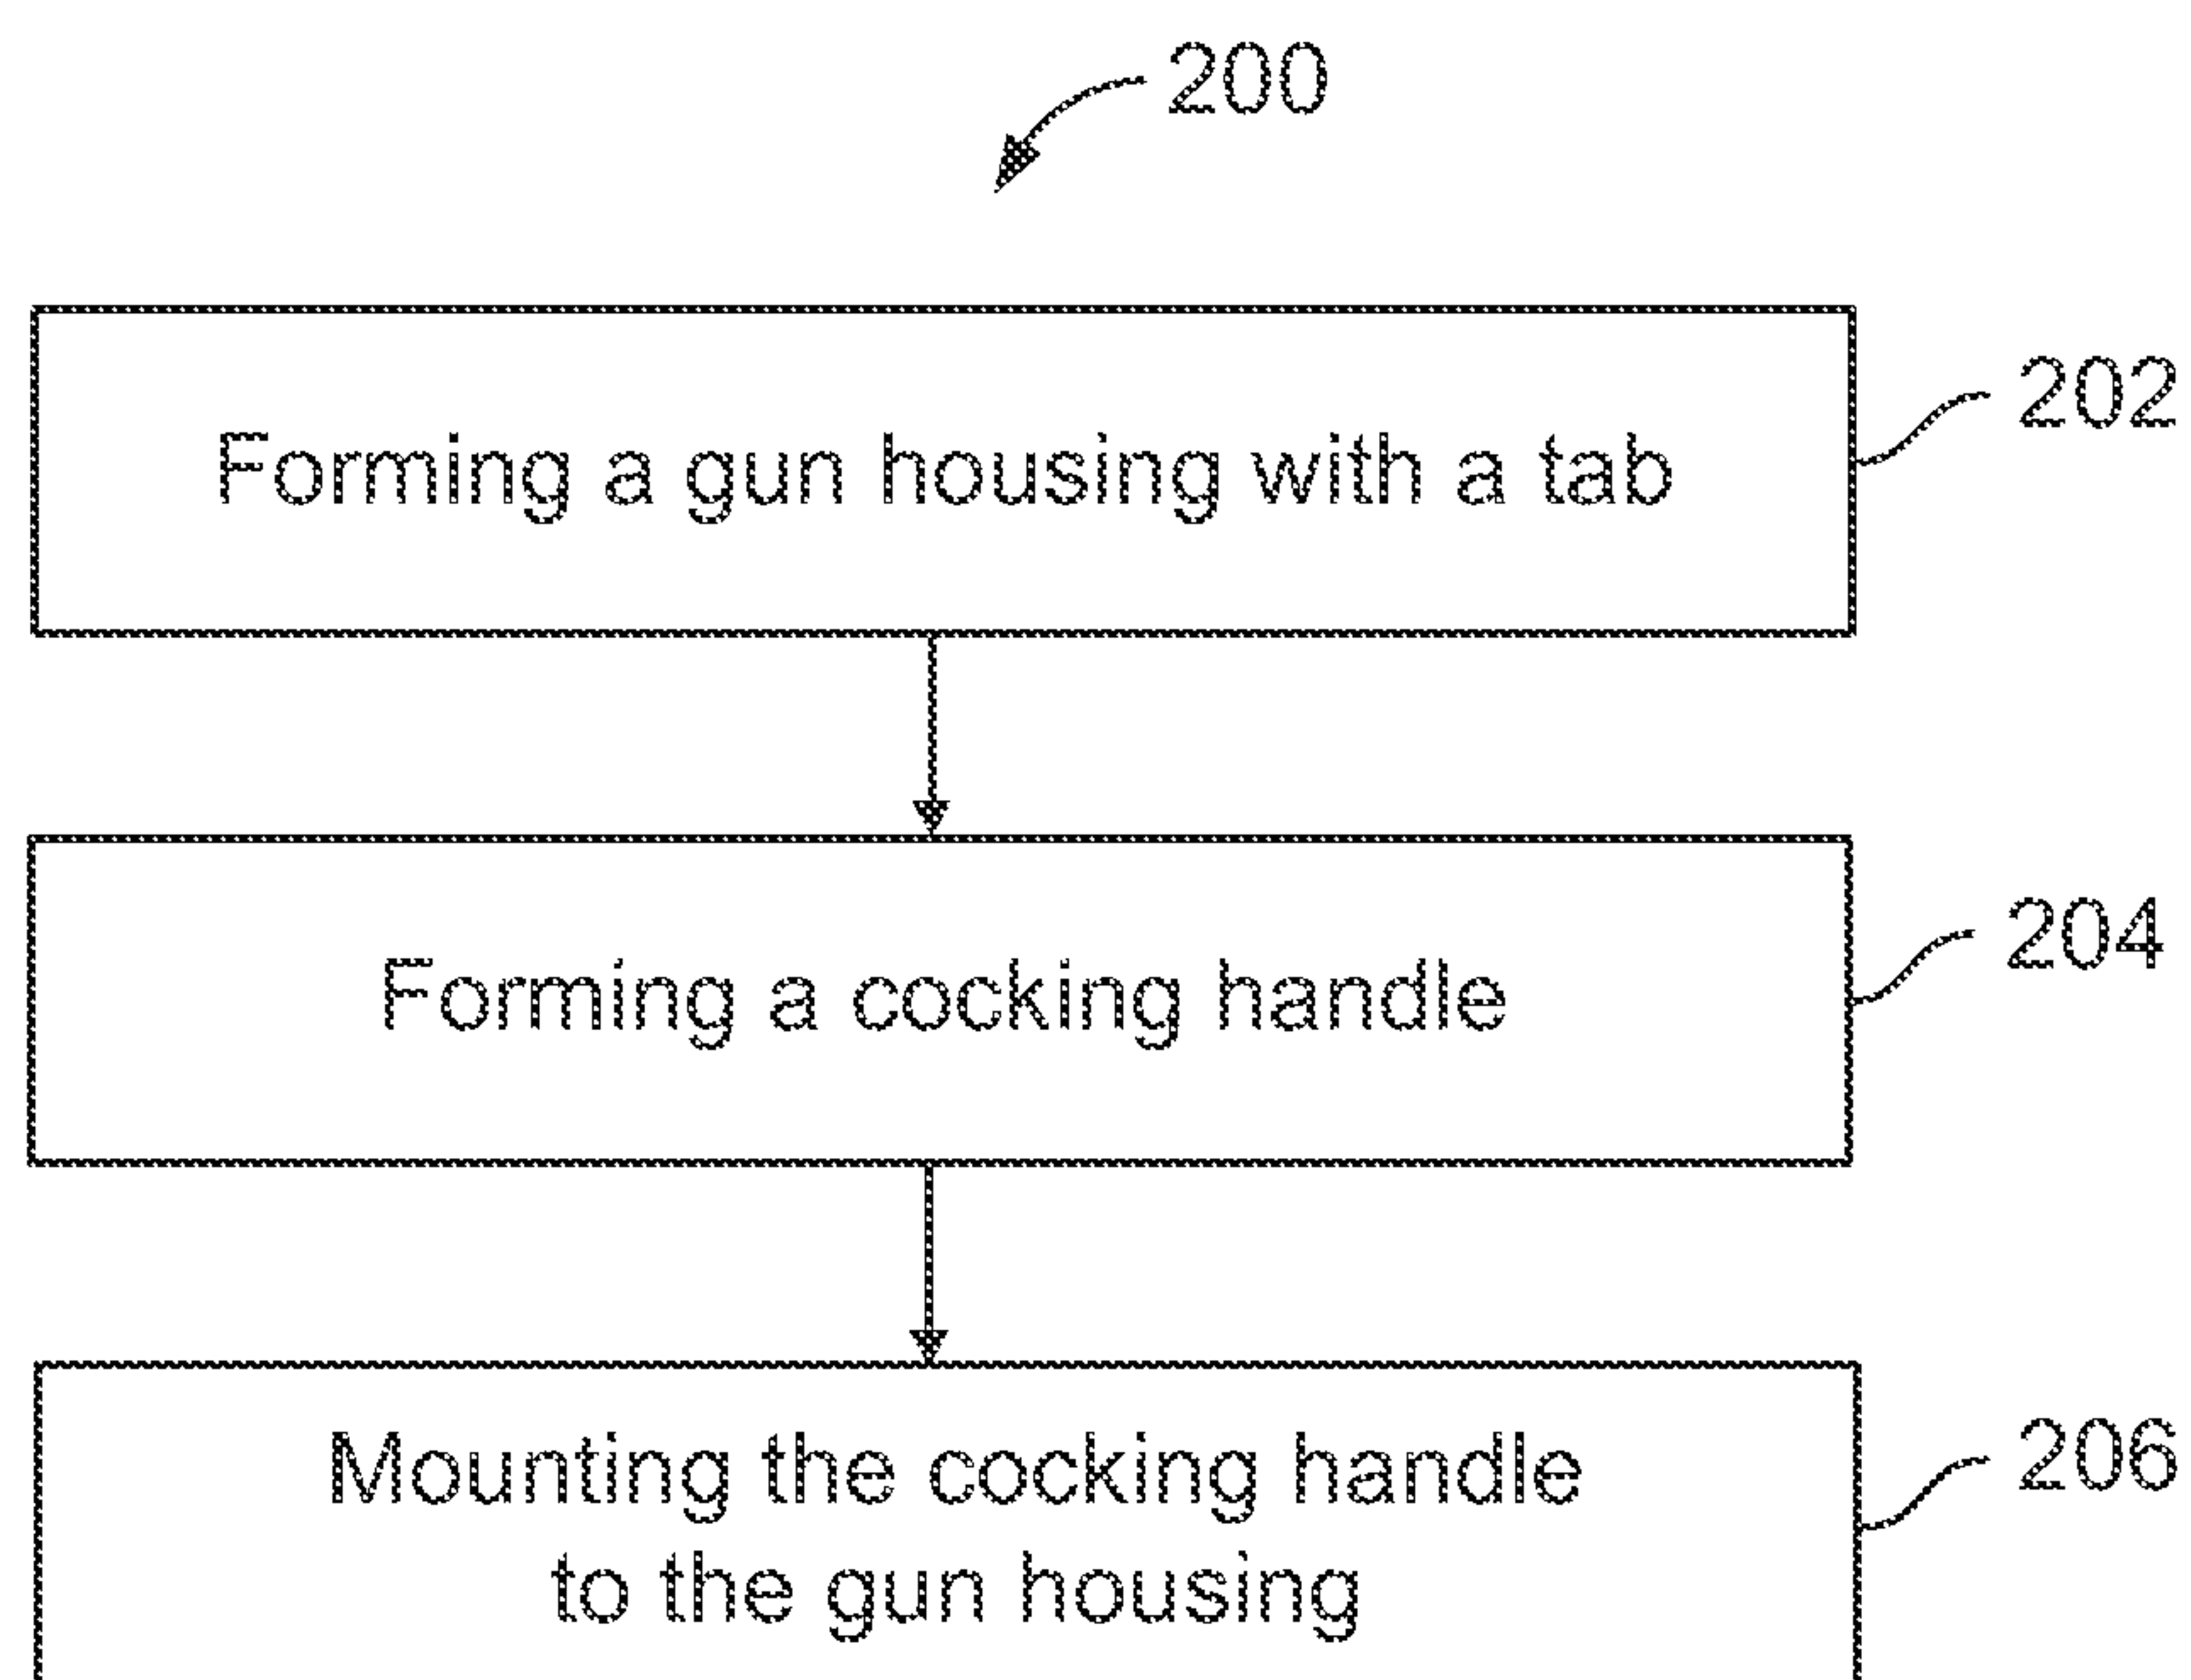 200
Forming a gun housing with a tab
202
Forming a cocking handle
204
Mounting the cocking handle
to the gun housing
206